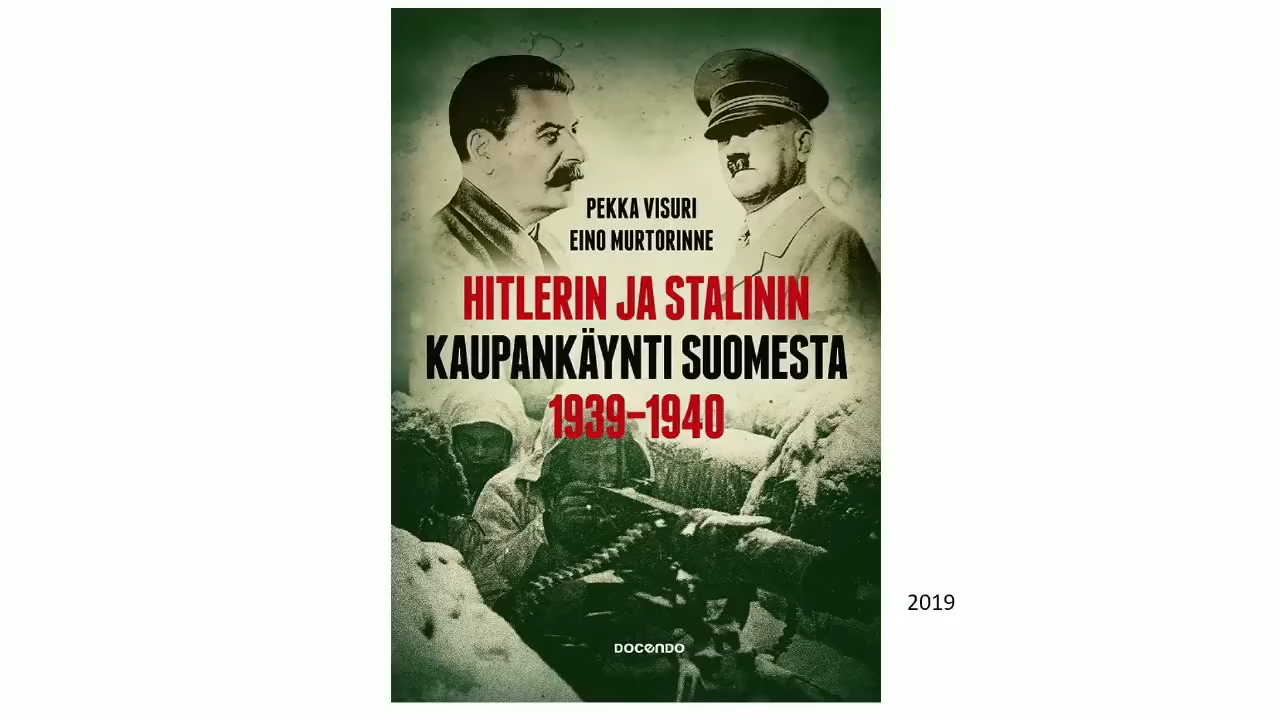 PEKKA VISURI
EINO MURTORINNE
HITLERIN JA STALININ
KAUPANKÄYNTI SUOMESTA
1939–1940
2019
DOCENDO